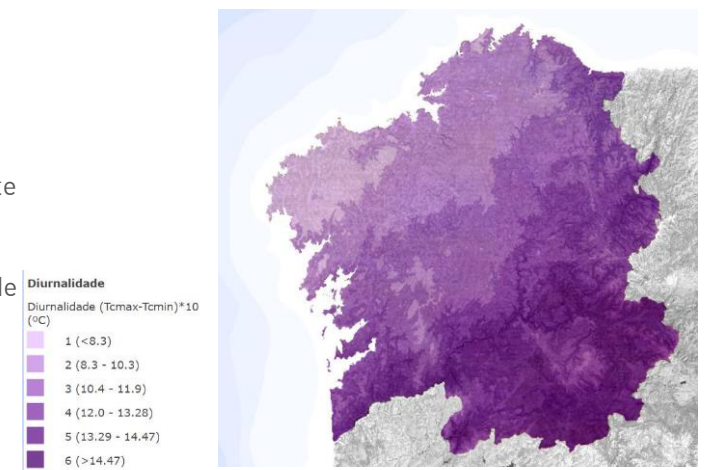 Diurnalidade
Diurnalidade (Tcmax-Tcmin)*10
(ºC)
1 (<8.3)
2 (8.3 - 10.3)
3 (10.4 - 11.9)
4 (12.0 - 13.28)
5 (13.29 - 14.47)
6 (>14.47)